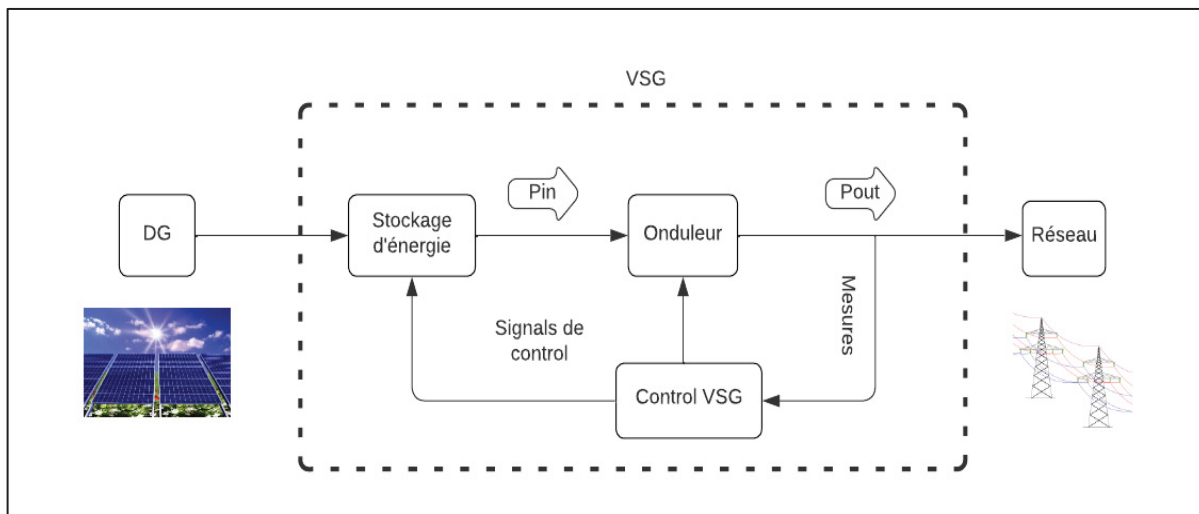 VSG
Pin
Pout
DG
Stockage
d'énergie
Onduleur
Réseau
Mesures
Signals de
control
Control VSG